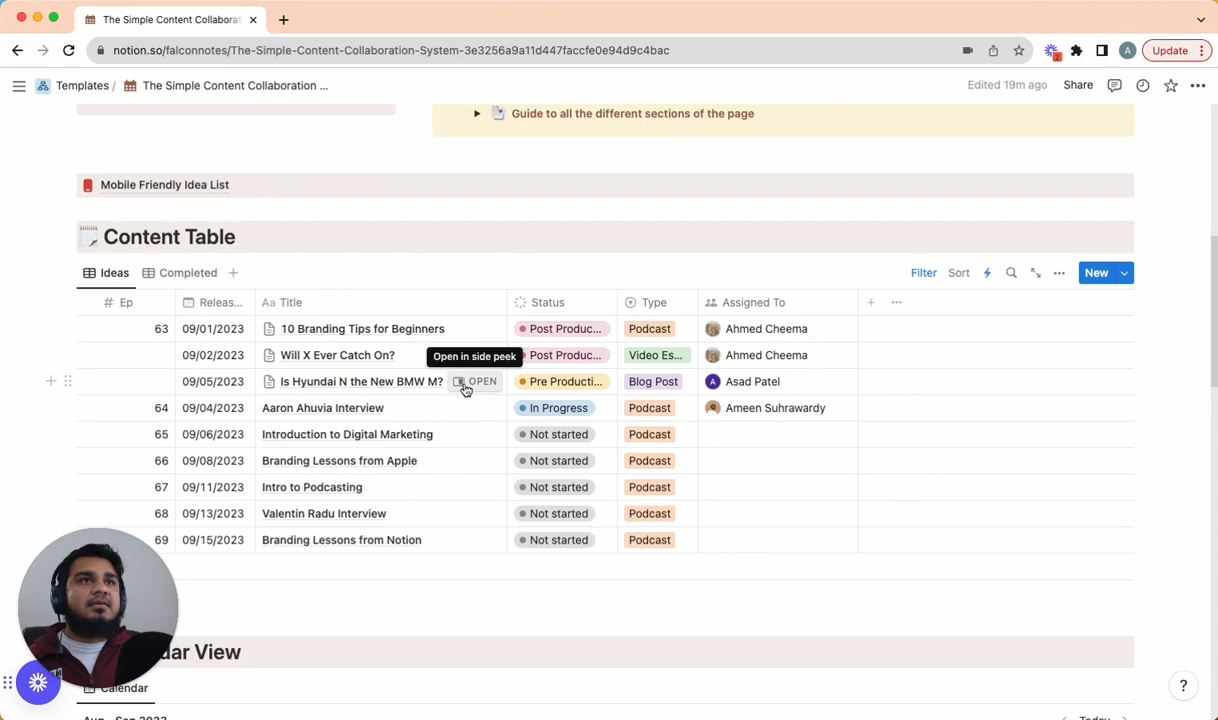 The Simple Content Collaborat
notion.so/falconnotes/The-Simple-Content-Collaboration-System-3e3256a9a11d447faccfe0e94d9c4bac
2
A
Update
Templates / The Simple Content Collaboration ...
Edited 19m ago
Share
Guide to all the different sections of the page
Mobile Friendly Idea List
Content Table
Ideas Completed
Filter Sort New
# Ep Releas... Aa Title Status Type Assigned To
63 09/01/2023 10 Branding Tips for Beginners Post Produc... Podcast Ahmed Cheema
09/02/2023 Will X Ever Catch On? Post Produc... Video Es... Ahmed Cheema
Open in side peek
09/05/2023 Is Hyundai N the New BMW M? OPEN Pre Producti... Blog Post A Asad Patel
64 09/04/2023 Aaron Ahuvia Interview In Progress Podcast Ameen Suhrawardy
65 09/06/2023 Introduction to Digital Marketing Not started Podcast
66 09/08/2023 Branding Lessons from Apple Not started Podcast
67 09/11/2023 Intro to Podcasting Not started Podcast
68 09/13/2023 Valentin Radu Interview Not started Podcast
69 09/15/2023 Branding Lessons from Notion Not started Podcast
dar View
Calendar
?
Aug – Sep 2023
Today